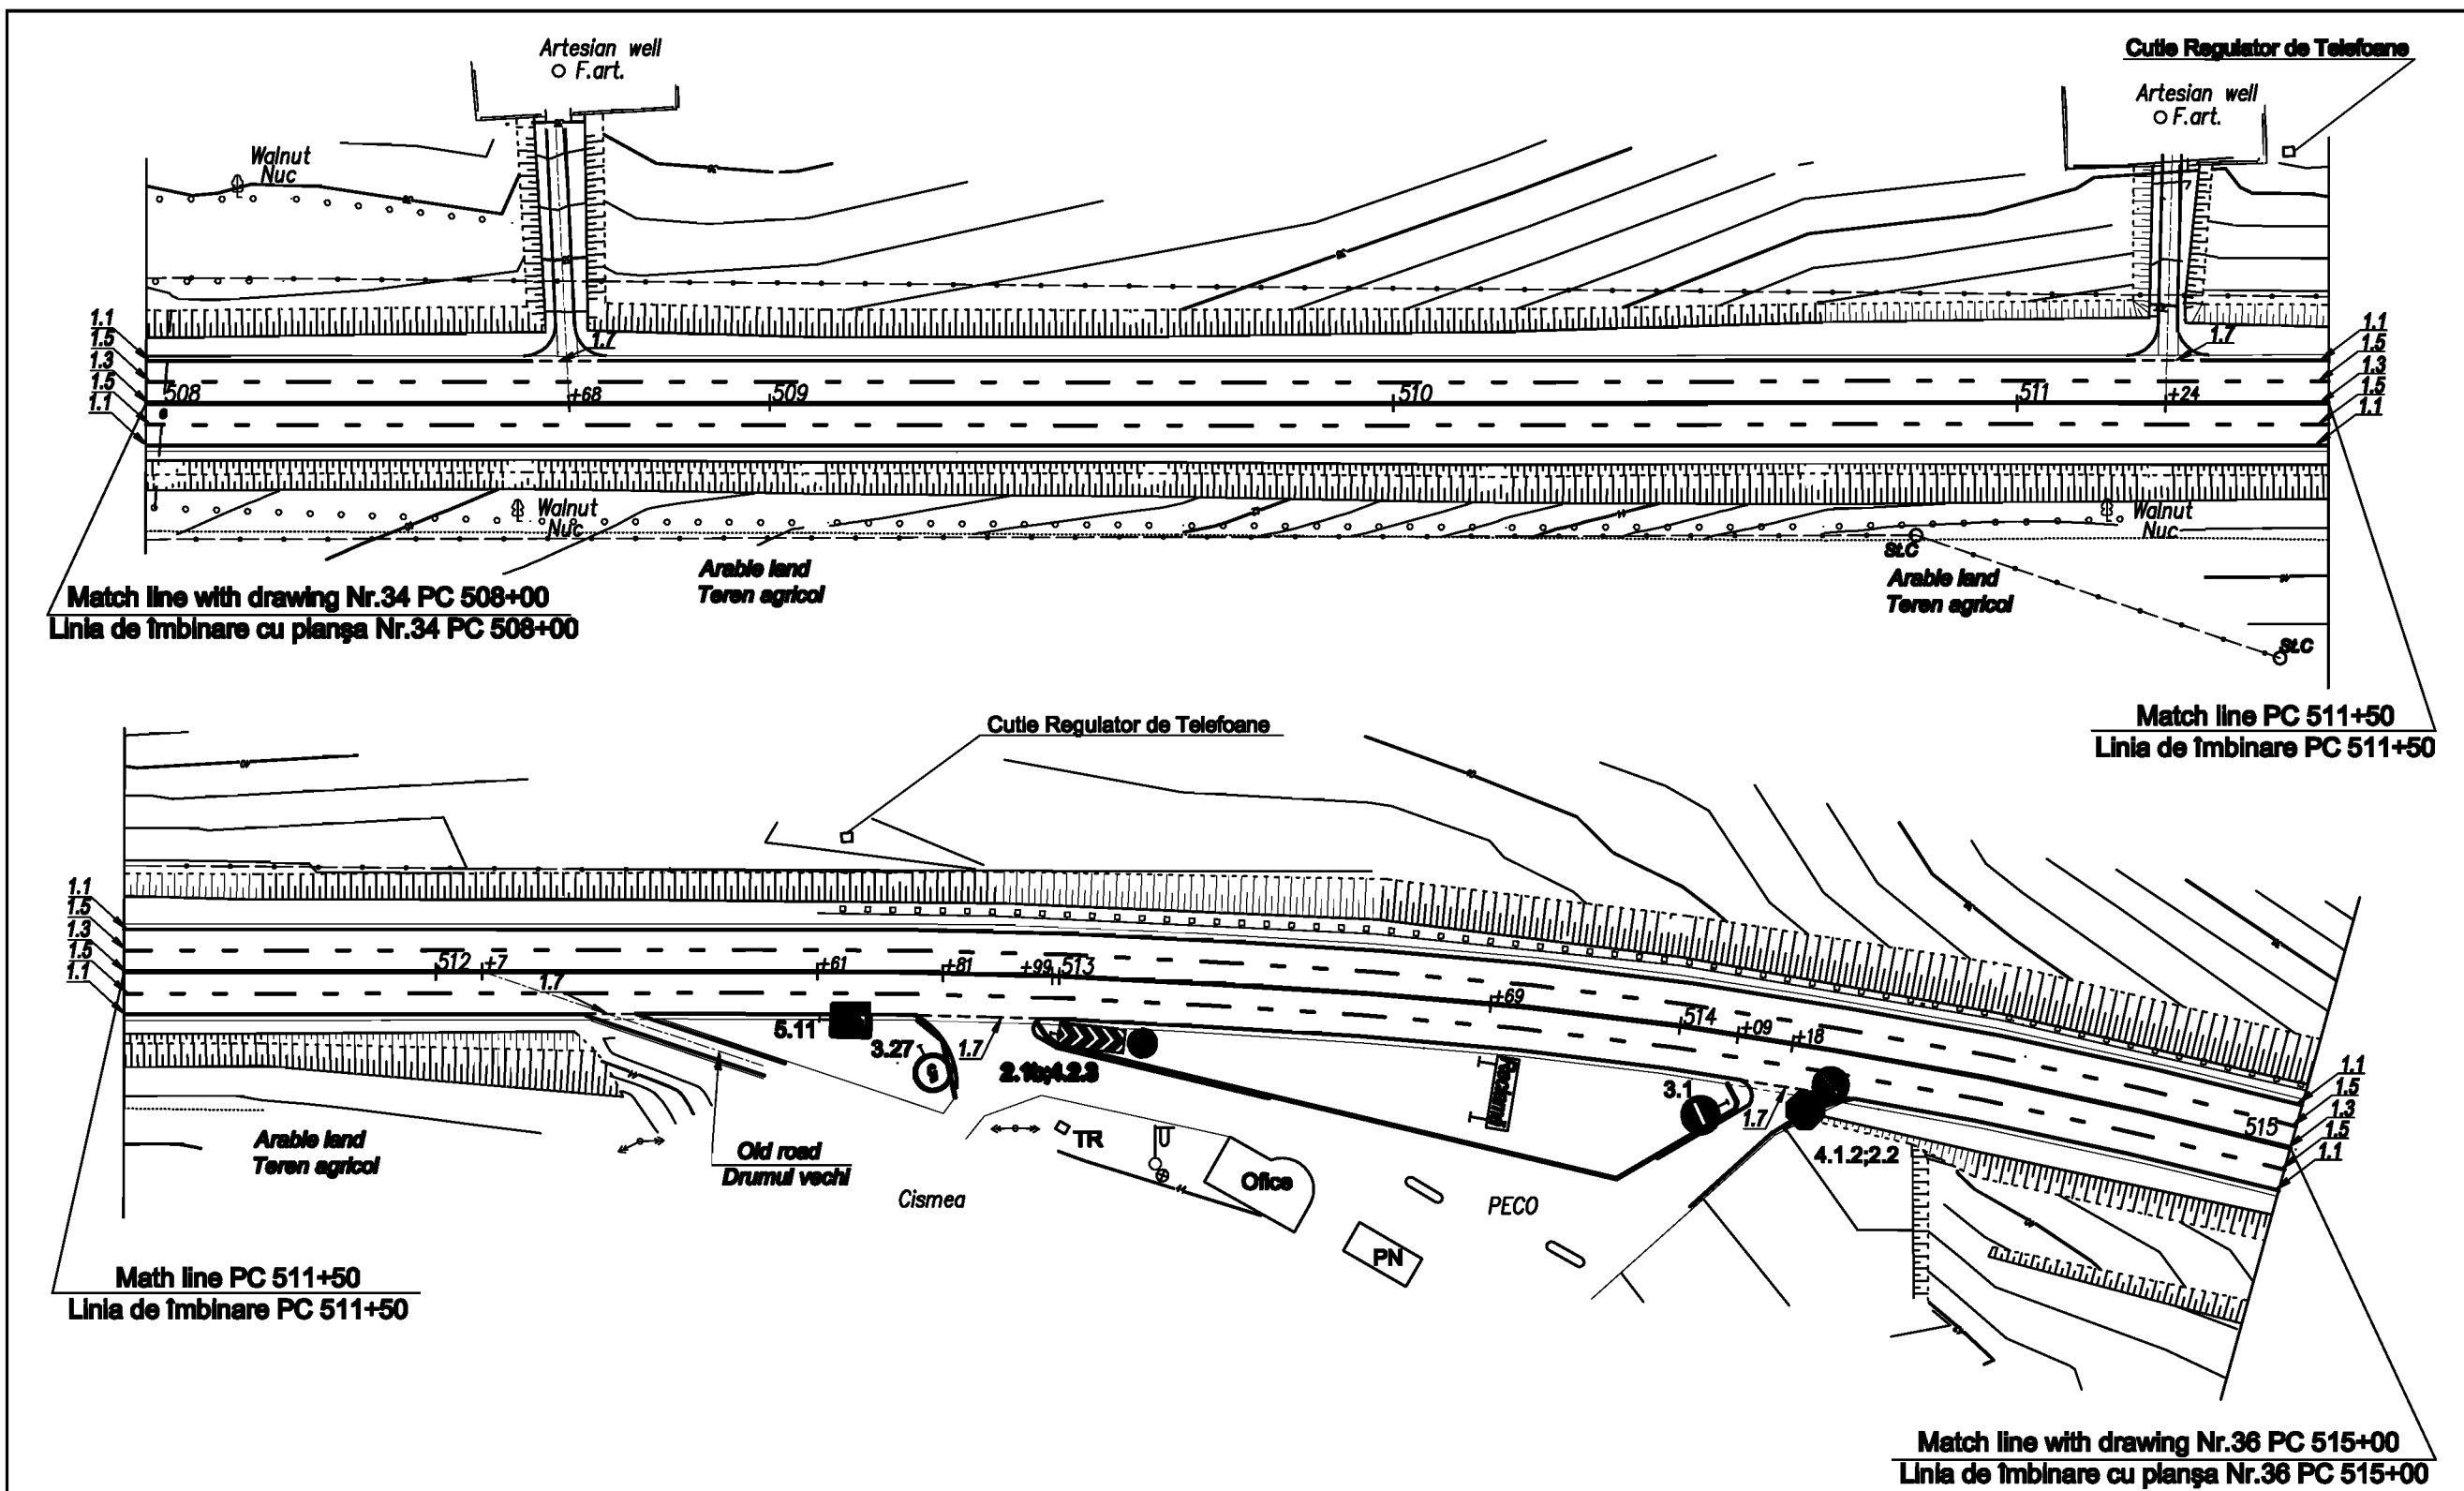 Artesian well
F.art.
Cutie Regulator de Telefoane
Artesian well
F.art.
Walnut
Nuc
1.1
1.5
1.3
1.5
1.1
1.7
1.7
1.1
1.5
1.3
1.5
1.1
508
+68
509
510
511
+24
Walnut
Nuc
Walnut
Nuc
Arable land
Teren agricol
St.C
Arable land
Teren agricol
St.C
Match line with drawing Nr.34 PC 508+00
Linia de îmbinare cu planşa Nr.34 PC 508+00
Match line PC 511+50
Linia de îmbinare PC 511+50
Cutie Regulator de Telefoane
1.1
1.5
1.3
1.5
1.1
512
+7
+61
+81
+99
513
+69
514
+09
+18
515
1.7
5.11
3.27
1.7
3.1
1.7
4.1.2;2.2
1.1
1.5
1.3
1.5
1.1
Arable land
Teren agricol
Old road
Drumul vechi
Cismea
TR
Ofice
PN
PECO
Math line PC 511+50
Linia de îmbinare PC 511+50
Match line with drawing Nr.36 PC 515+00
Linia de îmbinare cu planşa Nr.36 PC 515+00